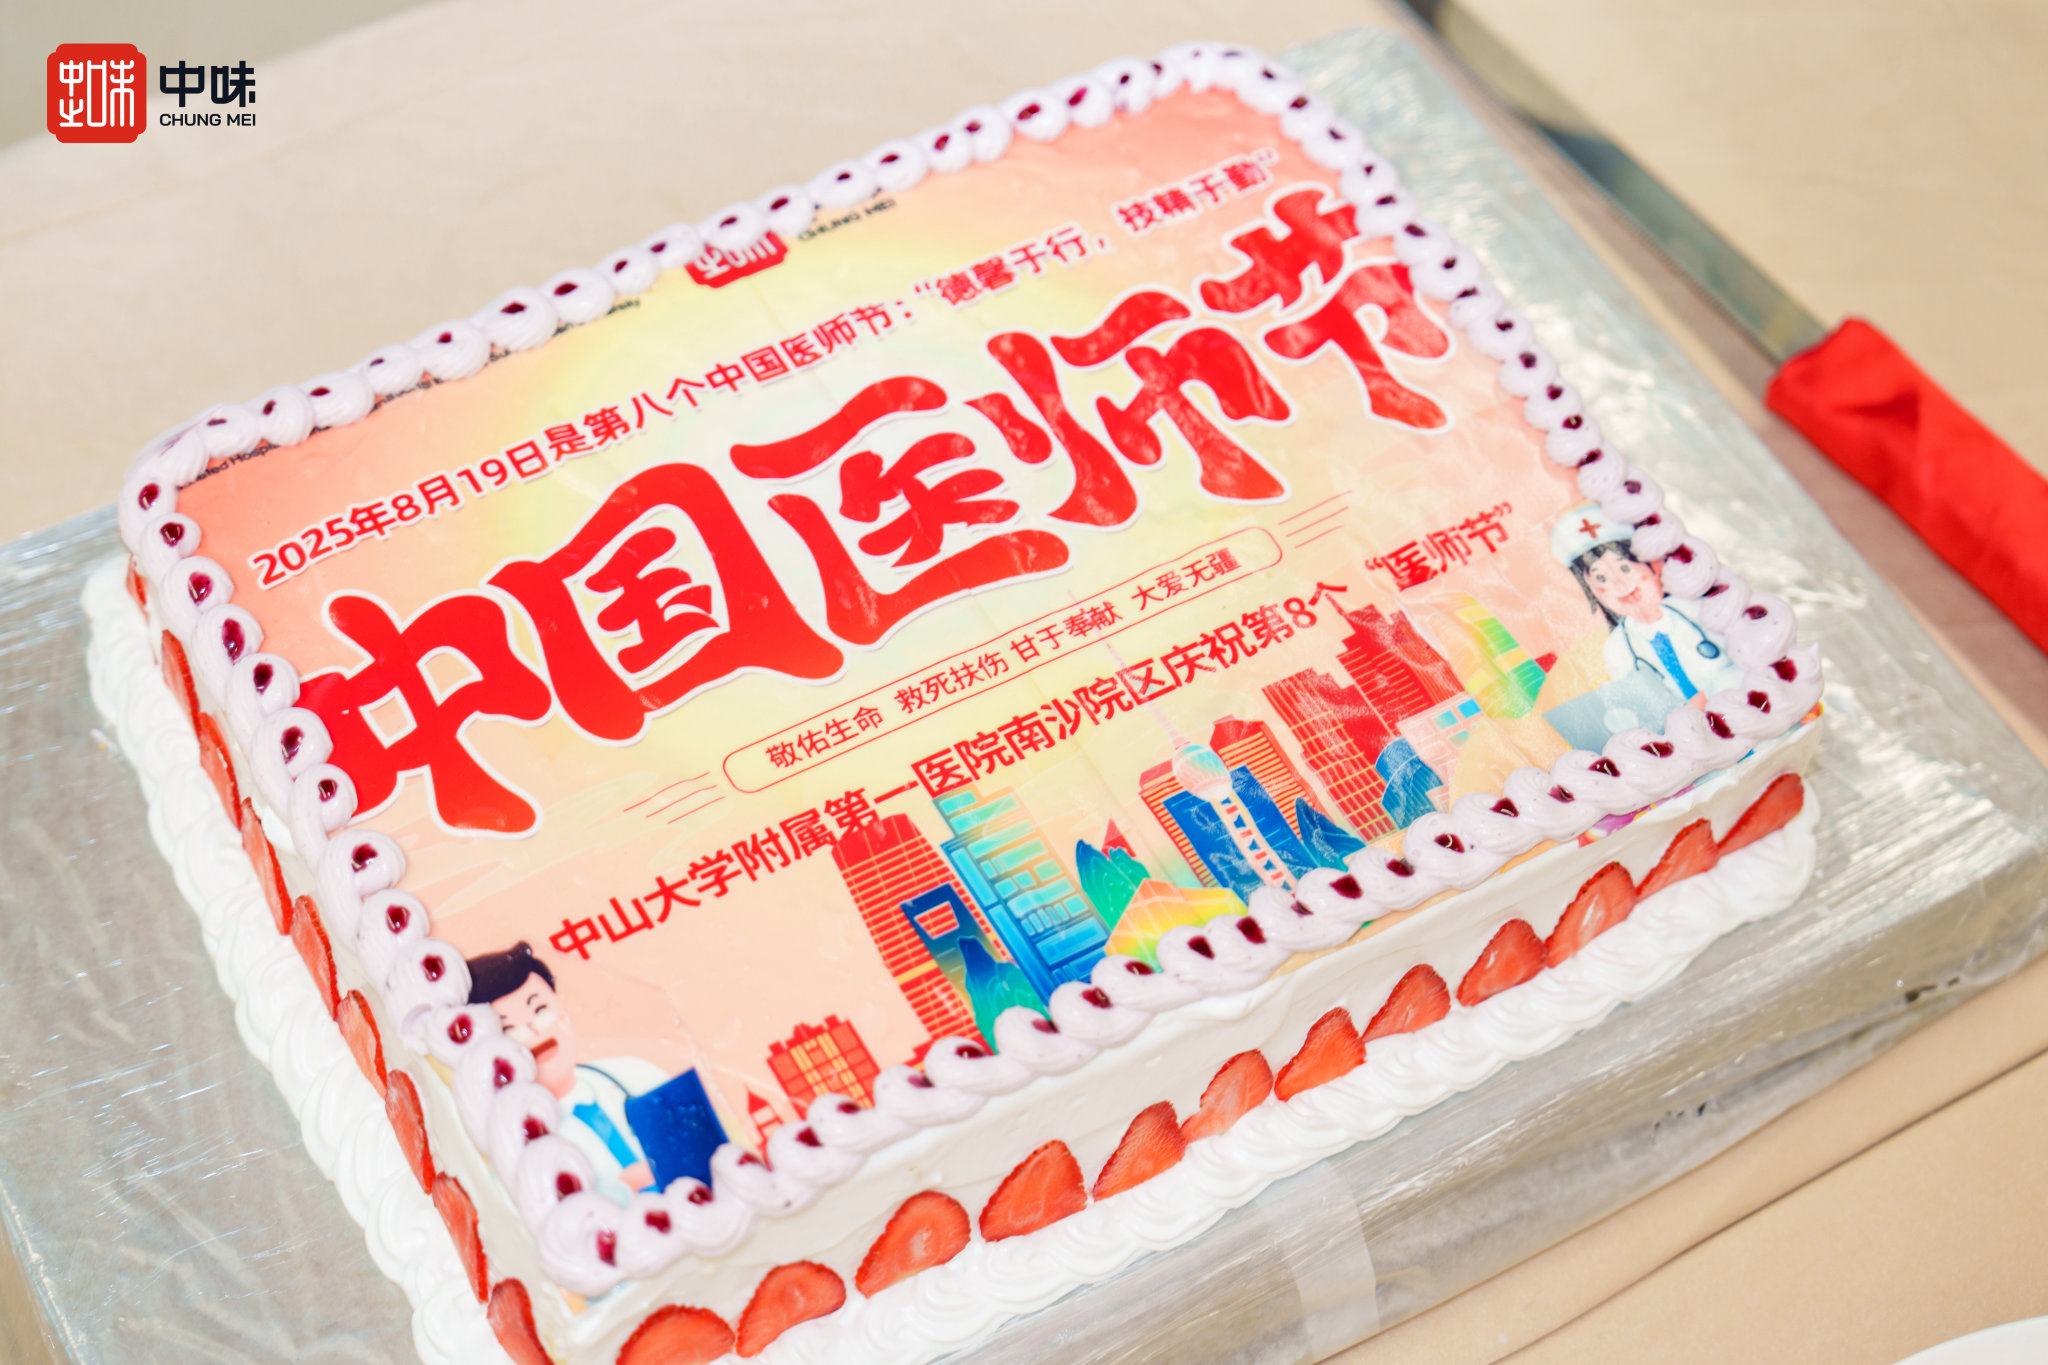 中味
CHUNG MEI
CHUNG MEI
2025年8月19日是第八个中国医师节：“德馨于行，技精于勤“
中国医师节
敬佑生命 救死扶伤 甘于奉献 大爱无疆
中山大学附属第一医院南沙院区庆祝第8个 “医师节”